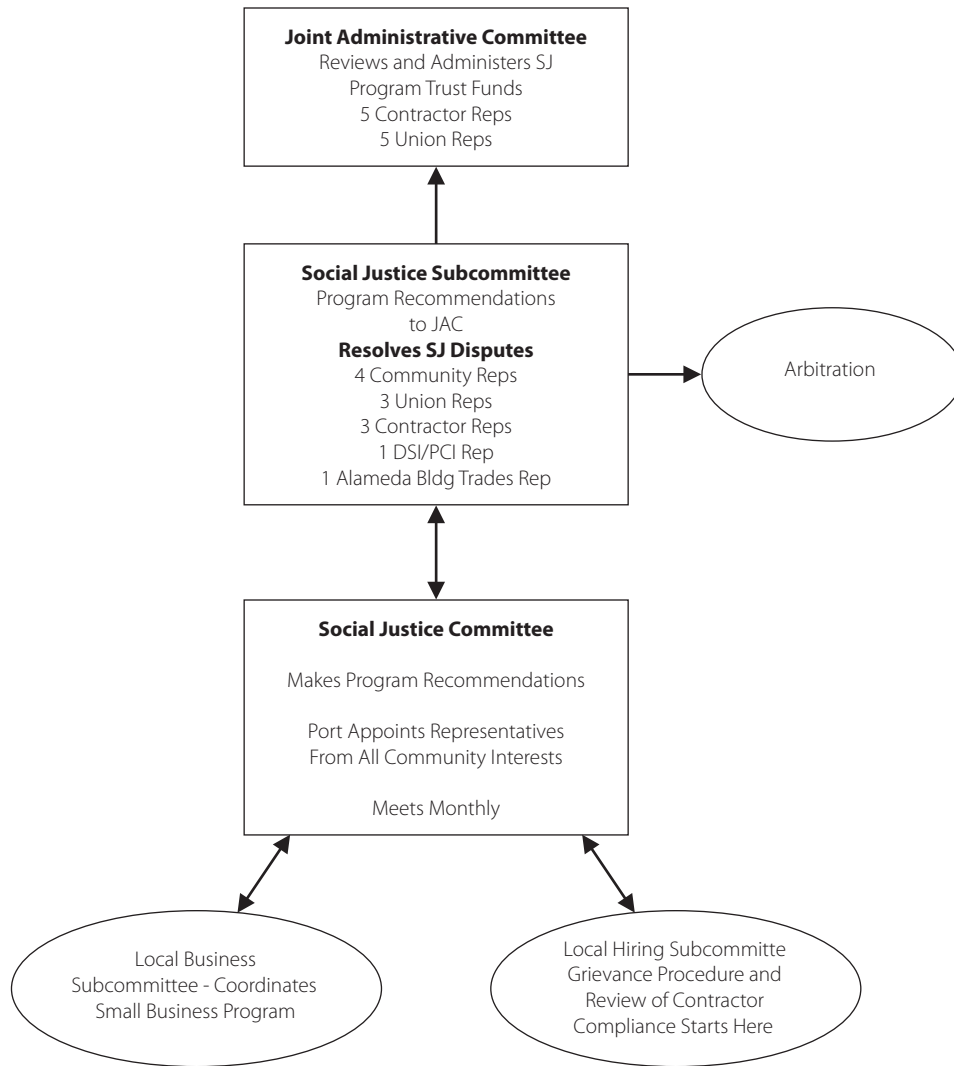 Joint Administrative Committee
Reviews and Administers SJ
Program Trust Funds
5 Contractor Reps
5 Union Reps
Social Justice Subcommittee
Program Recommendations
to JAC
Resolves SJ Disputes
4 Community Reps
3 Union Reps
3 Contractor Reps
1 DSI/PCI Rep
1 Alameda Bldg Trades Rep
Arbitration
Social Justice Committee
Makes Program Recommendations
Port Appoints Representatives
From All Community Interests
Meets Monthly
Local Business
Subcommittee - Coordinates
Small Business Program
Local Hiring Subcommitte
Grievance Procedure and
Review of Contractor
Compliance Starts Here